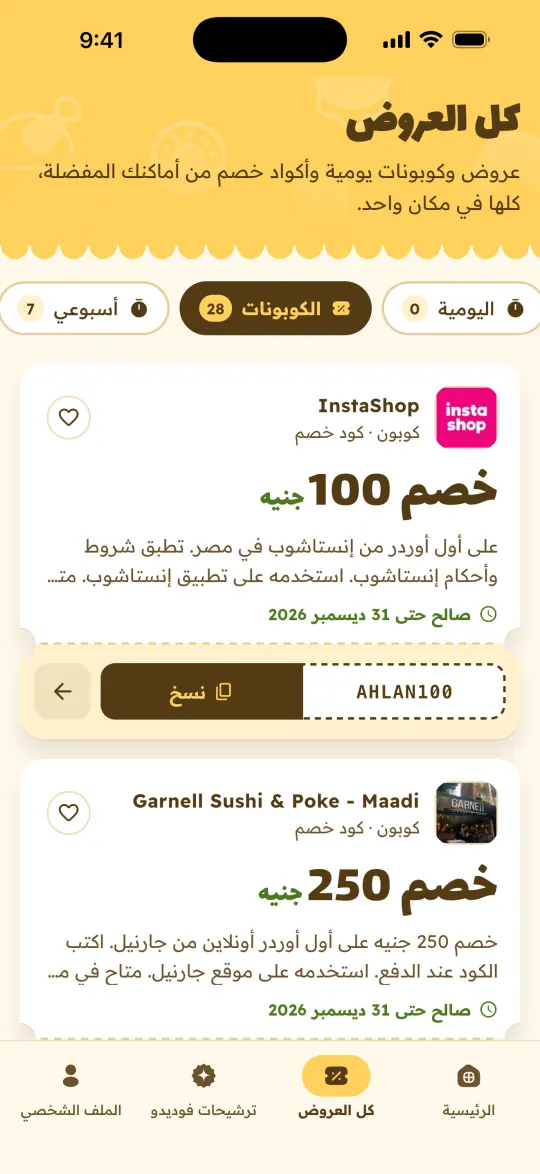 9:41
كل العروض
عروض وكوبونات يومية وأكواد خصم من أماكنك المفضلة،
كلها في مكان واحد.
اليومية 0
الكوبونات 28
أسبوعي 7
insta
shop
InstaShop
كوبون · كود خصم
خصم 100 جنيه
على أول أوردر من إنستاشوب في مصر. تطبق شروط
وأحكام إنستاشوب. استخدمه على تطبيق إنستاشوب. متـ...
صالح حتى 31 ديسمبر 2026
AHLAN100
نسخ
GARNELL
Garnell Sushi & Poke - Maadi
كوبون · كود خصم
خصم 250 جنيه
خصم 250 جنيه على أول أوردر أونلاين من جارنيل. اكتب
الكود عند الدفع. استخدمه على موقع جارنيل. متاح في مـ...
صالح حتى 31 ديسمبر 2026
الرئيسية
كل العروض
ترشيحات فوديدو
الملف الشخصي